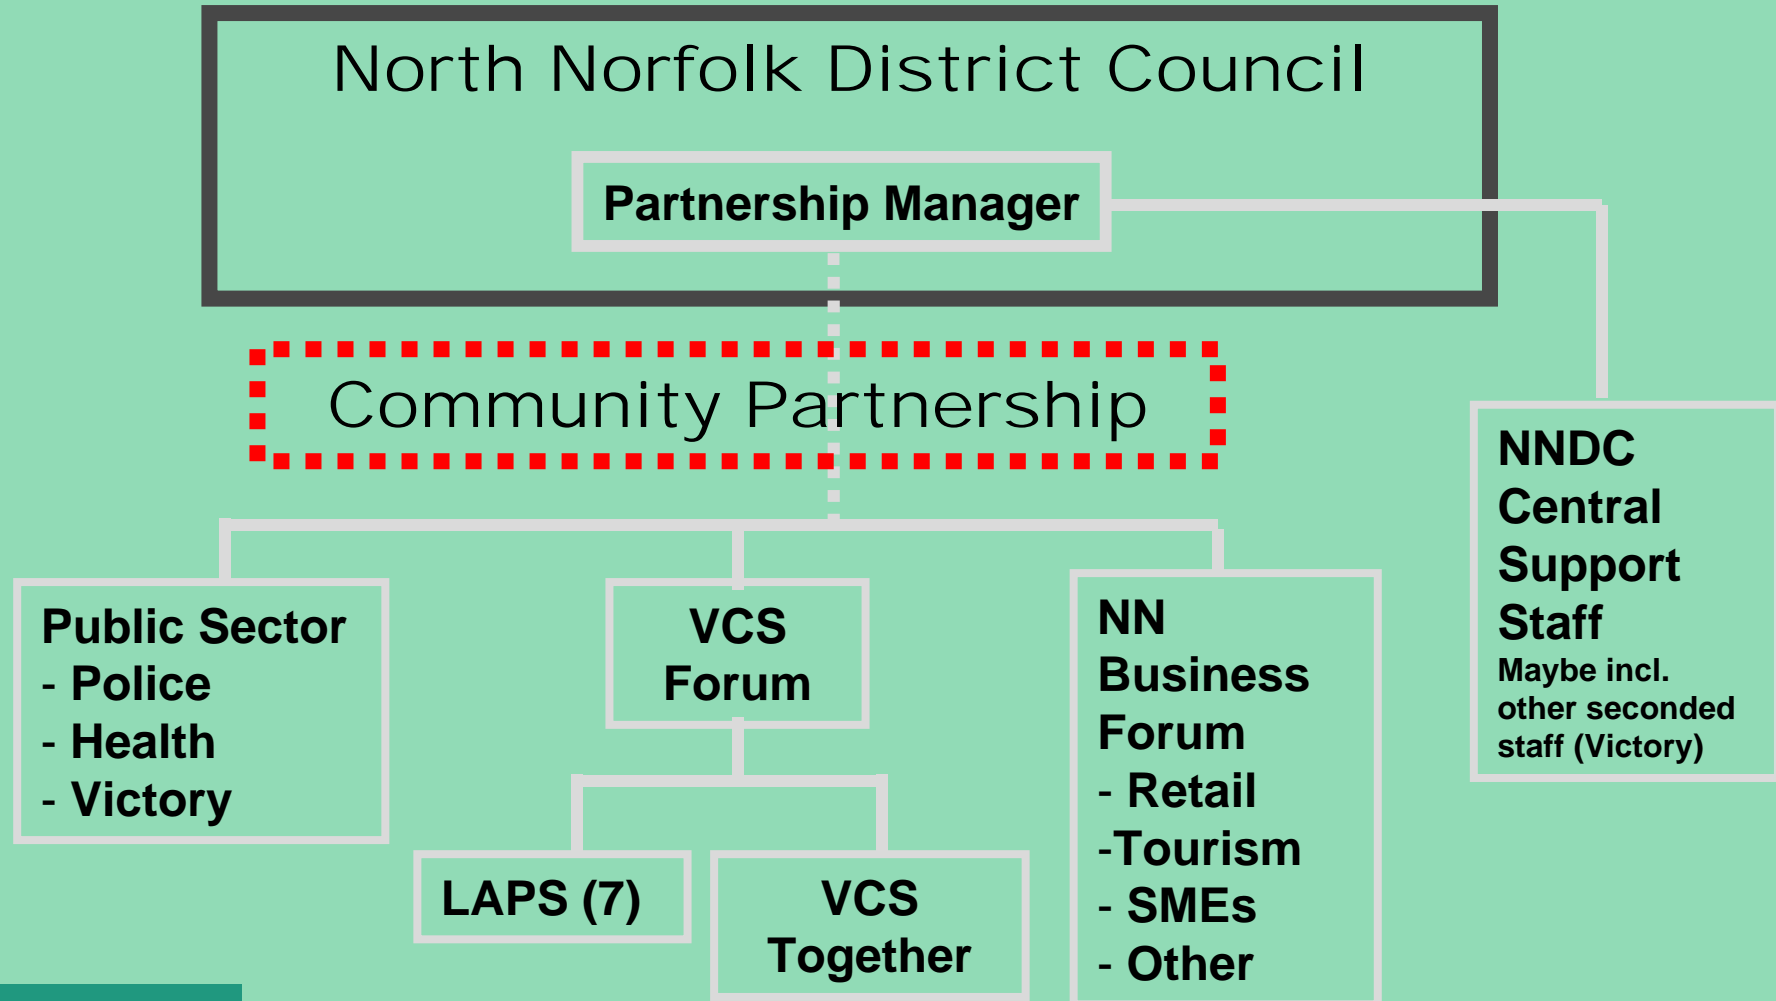 North Norfolk District Council
Partnership Manager
Community Partnership
Public Sector
- Police
- Health
- Victory
VCS
Forum
LAPS (7)
VCS
Together
NN
Business
Forum
- Retail
-Tourism
- SMEs
- Other
NNDC
Central
Support
Staff
Maybe incl.
other seconded
staff (Victory)